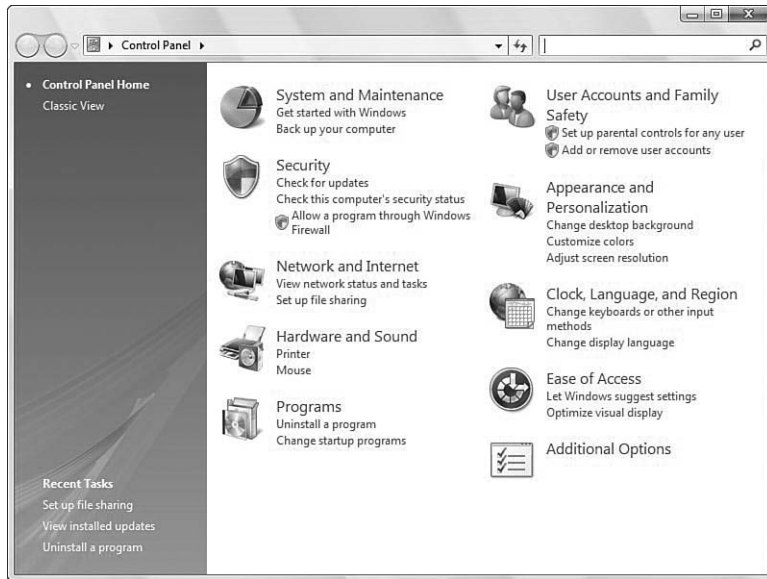 Control Panel
Control Panel Home
Classic View
System and Maintenance
Get started with Windows
Back up your computer
Security
Check for updates
Check this computer's security status
Allow a program through Windows
Firewall
Network and Internet
View network status and tasks
Set up file sharing
Hardware and Sound
Printer
Mouse
Programs
Uninstall a program
Change startup programs
User Accounts and Family
Safety
Set up parental controls for any user
Add or remove user accounts
Appearance and
Personalization
Change desktop background
Customize colors
Adjust screen resolution
Clock, Language, and Region
Change keyboards or other input
methods
Change display language
Ease of Access
Let Windows suggest settings
Optimize visual display
Additional Options
Recent Tasks
Set up file sharing
View installed updates
Uninstall a program